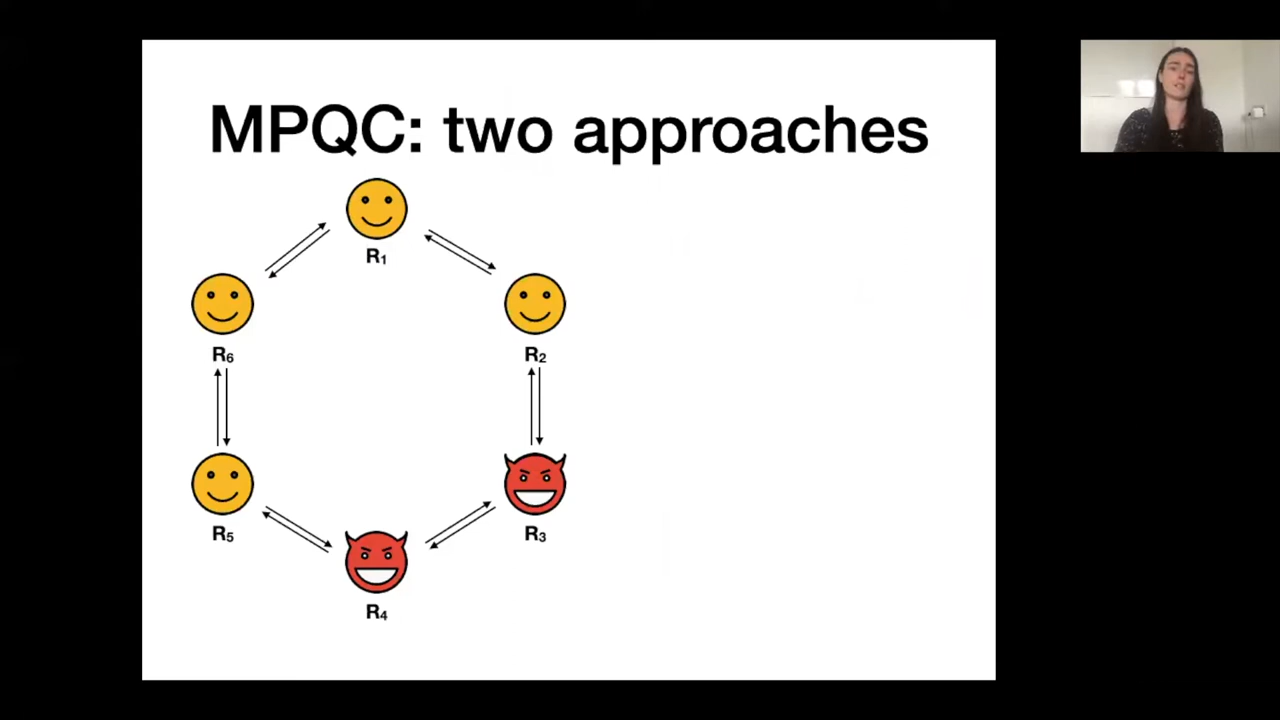 MPQC: two approaches
R₁
R₆
R₂
R₅
R₃
R₄